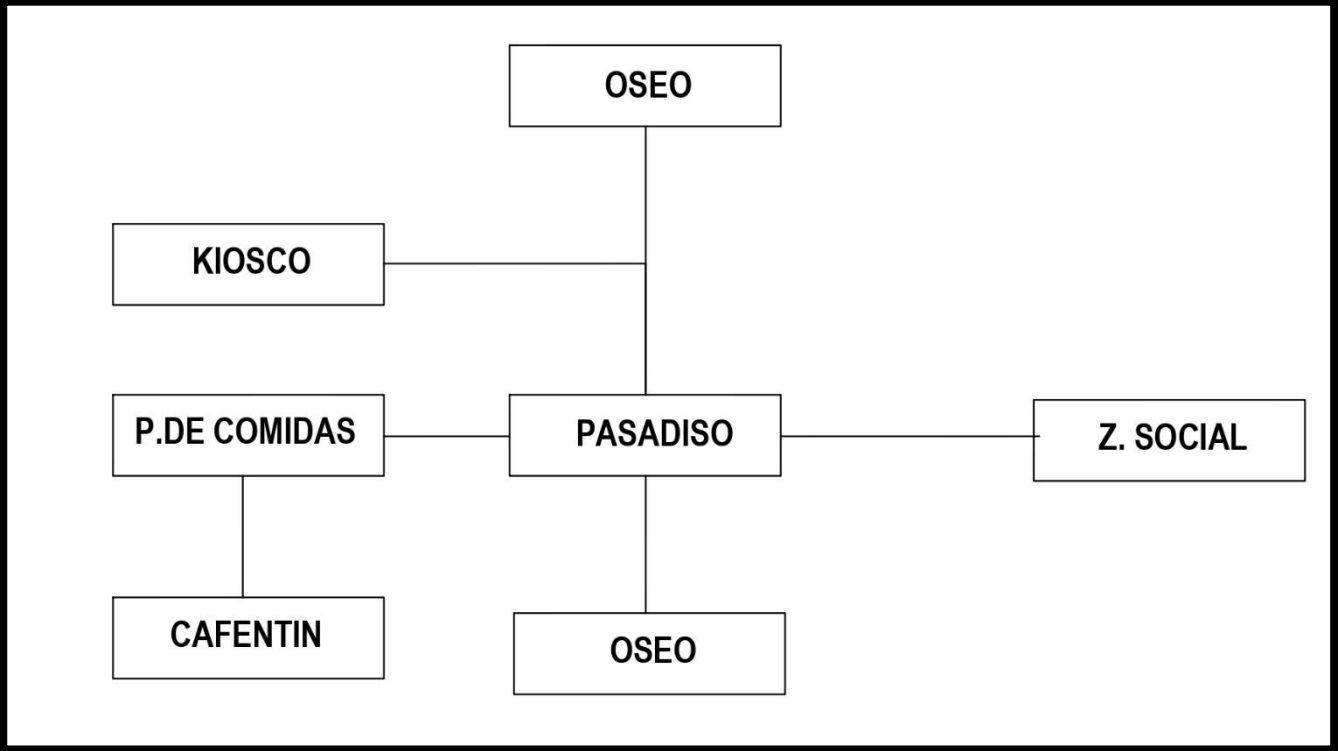 OSEO
KIOSCO
P.DE COMIDAS
PASADISO
Z. SOCIAL
CAFENTIN
OSEO